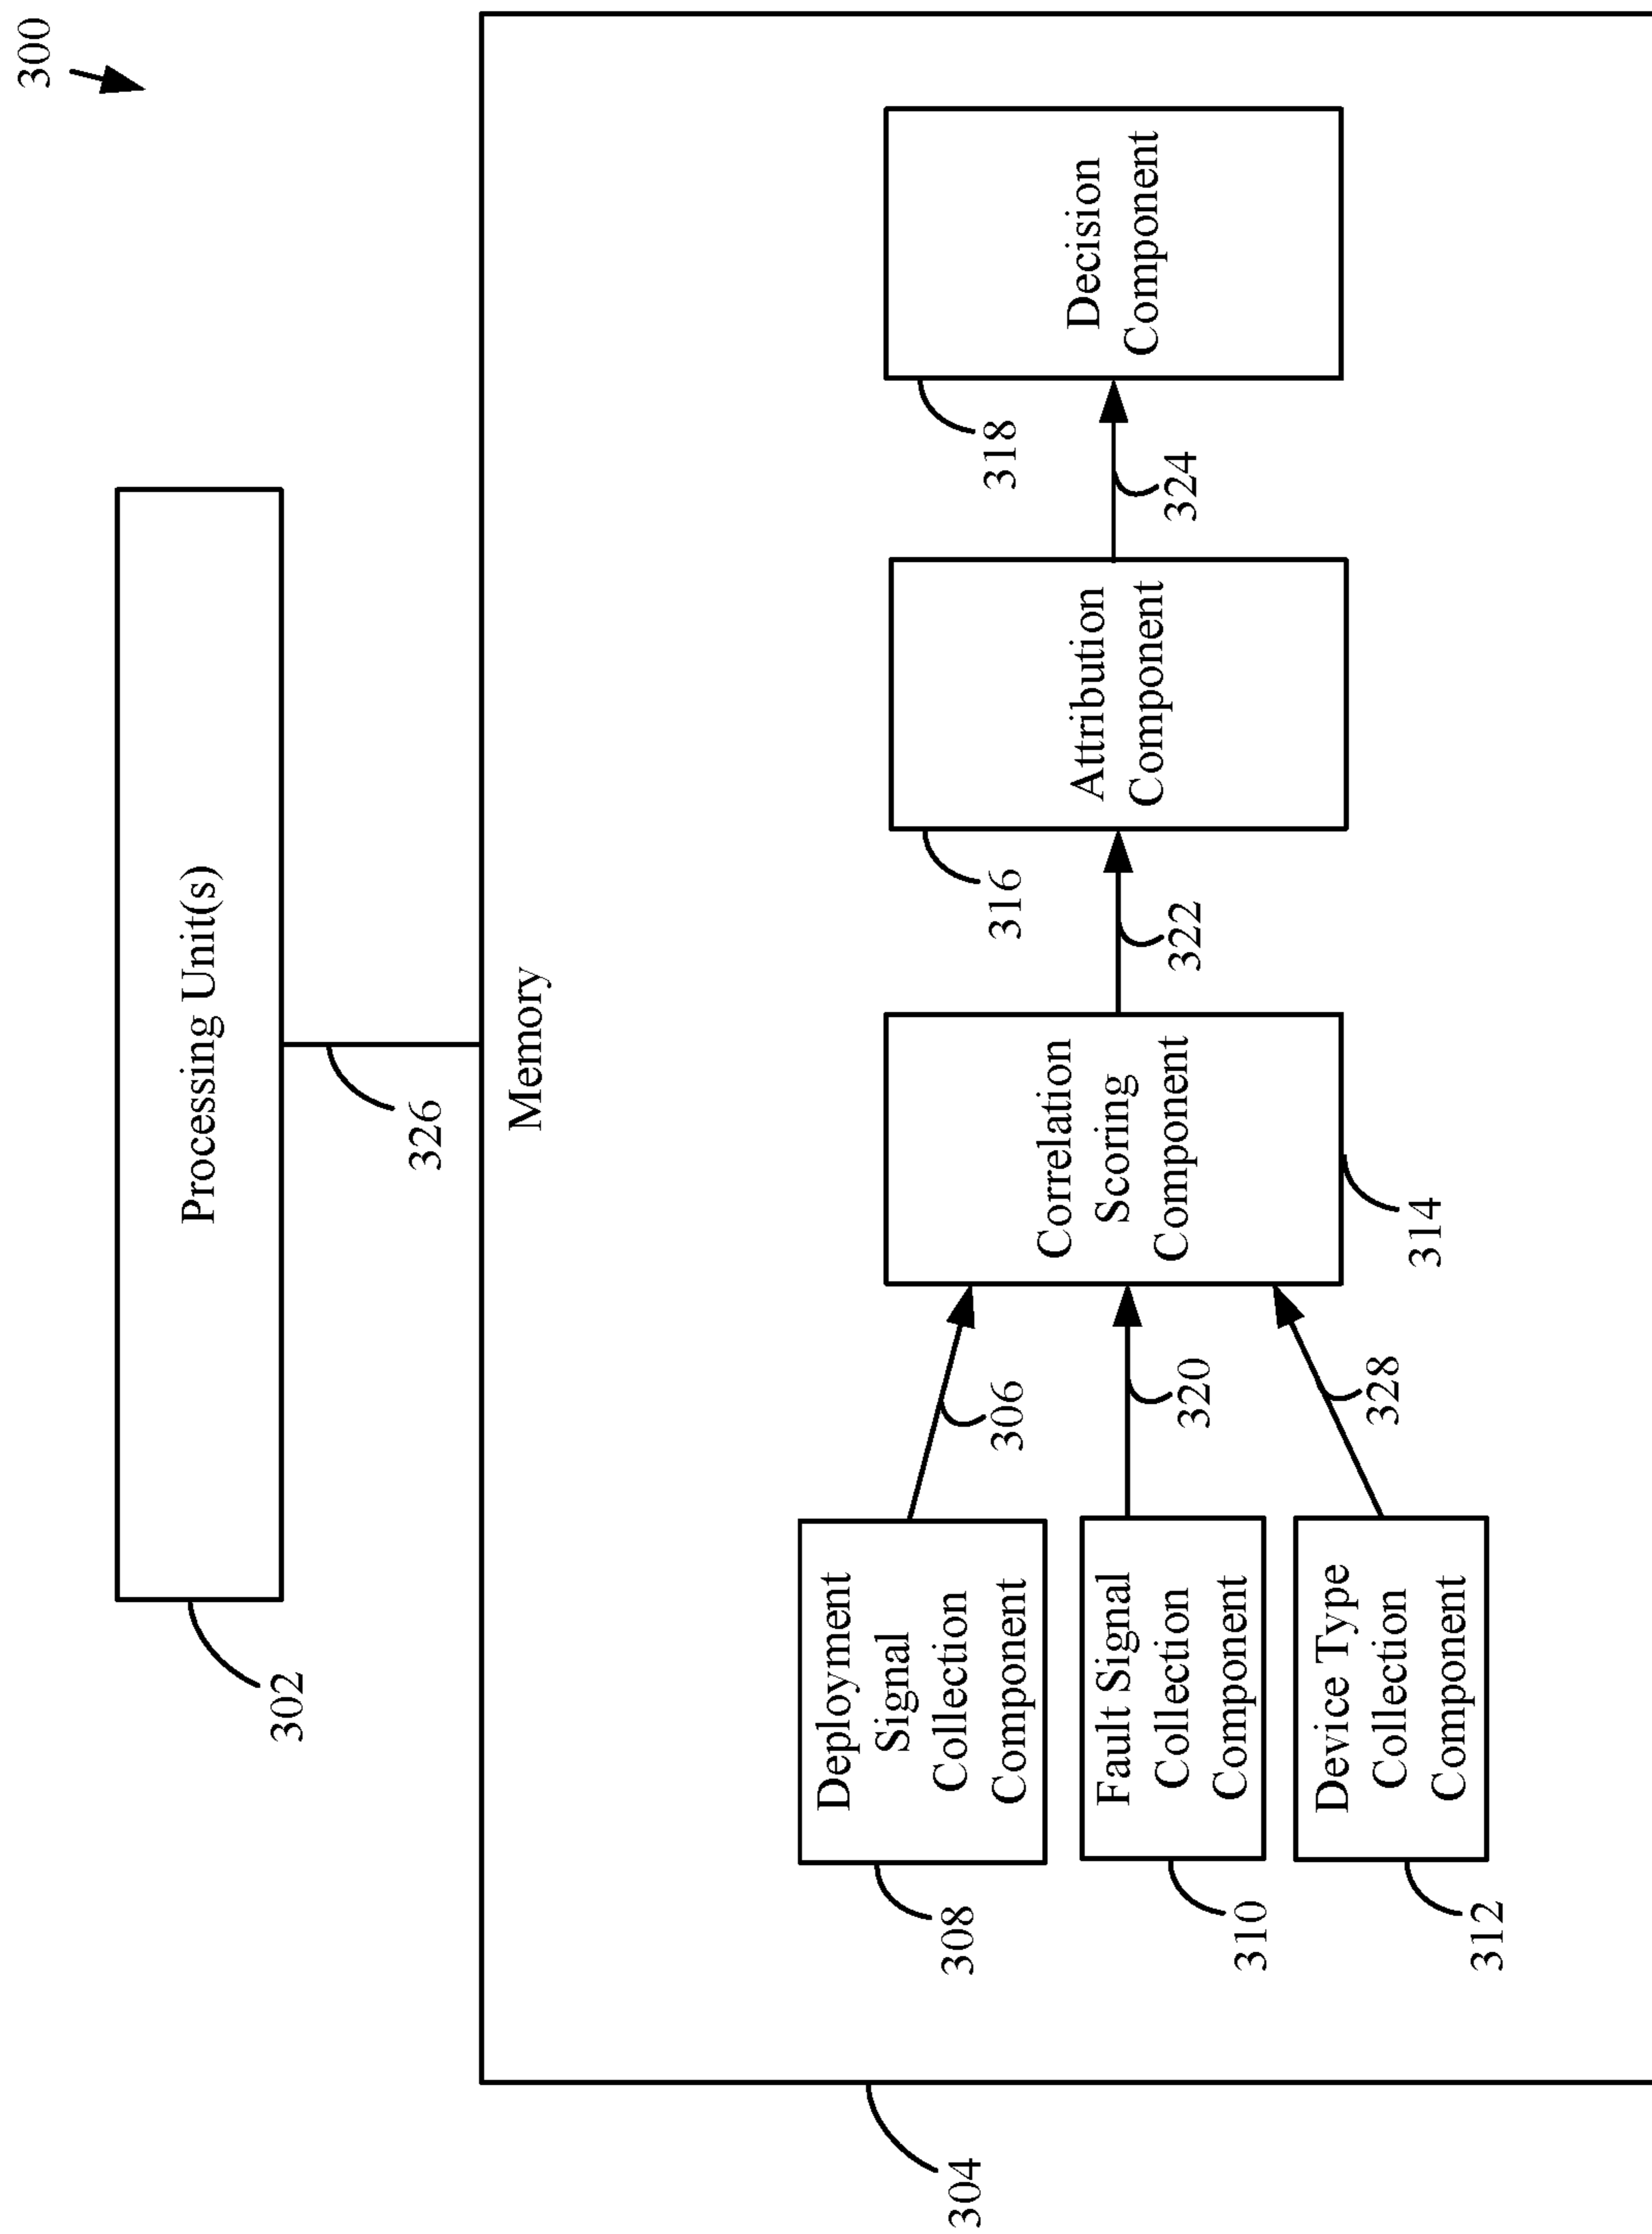 300
Processing Unit(s)
302
326
Memory
304
Deployment
Signal
Collection
Component
308
306
Fault Signal
Collection
Component
310
320
Device Type
Collection
Component
312
328
Correlation
Scoring
Component
314
322
Attribution
Component
316
324
Decision
Component
318